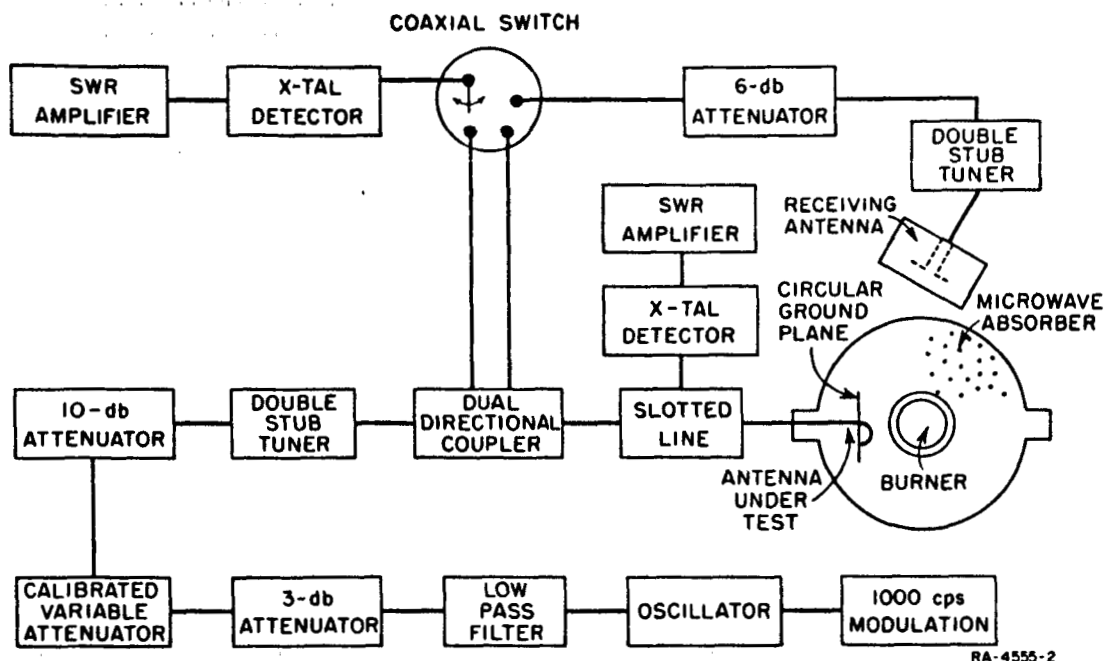 COAXIAL SWITCH
SWR
AMPLIFIER
X-TAL
DETECTOR
6-db
ATTENUATOR
DOUBLE
STUB
TUNER
SWR
AMPLIFIER
RECEIVING
ANTENNA
X-TAL
DETECTOR
CIRCULAR
GROUND
PLANE
MICROWAVE
ABSORBER
10-db
ATTENUATOR
DOUBLE
STUB
TUNER
DUAL
DIRECTIONAL
COUPLER
SLOTTED
LINE
ANTENNA
UNDER
TEST
BURNER
CALIBRATED
VARIABLE
ATTENUATOR
3-db
ATTENUATOR
LOW
PASS
FILTER
OSCILLATOR
1000 cps
MODULATION
RA-4555-2